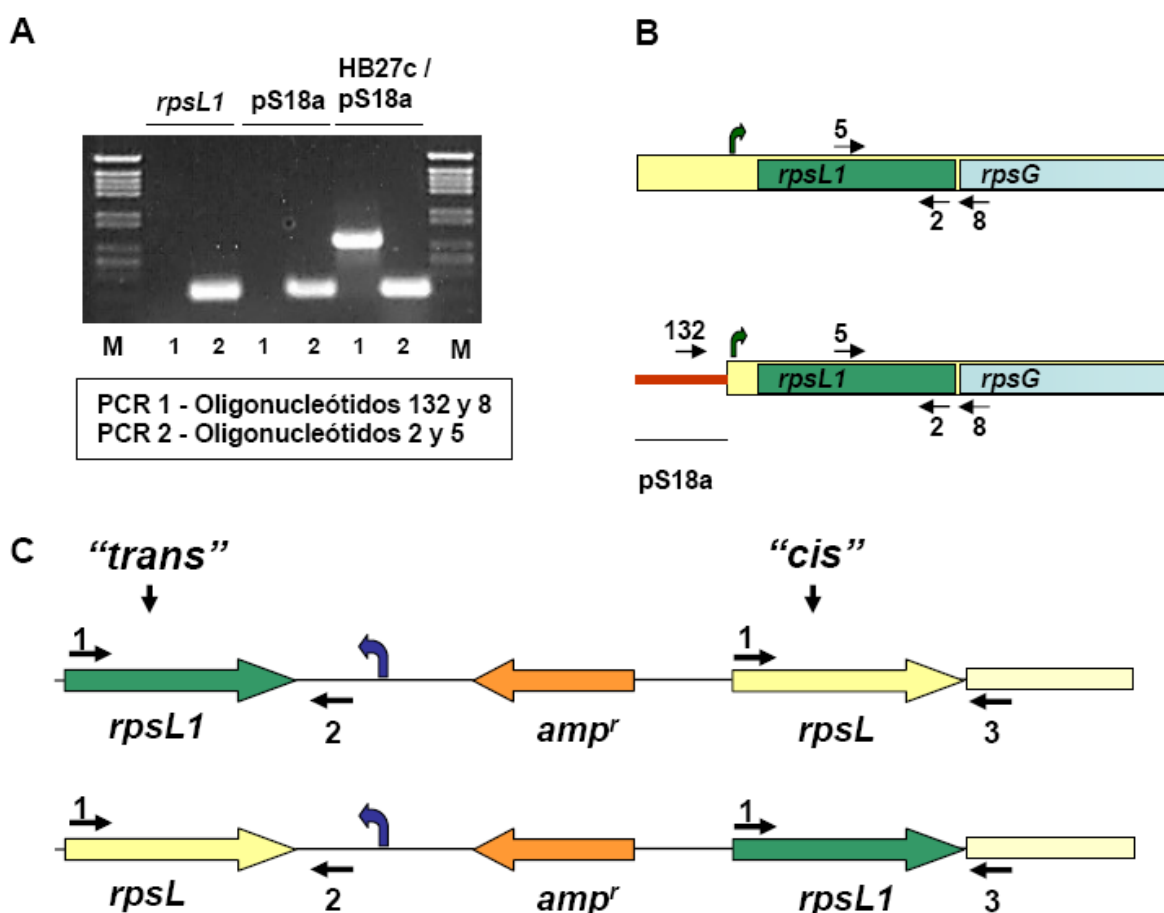 A
rpsL1 pS18a HB27c / pS18a
M 1 2 1 2 1 2 M
PCR 1 - Oligonucleótidos 132 y 8
PCR 2 - Oligonucleótidos 2 y 5
B
5
rpsL1 rpsG
2 8
132 5
rpsL1 rpsG
2 8
pS18a
C
“trans” “cis”
1 1
2 3
rpsL1 ampʳ rpsL
1 1
2 3
rpsL ampʳ rpsL1